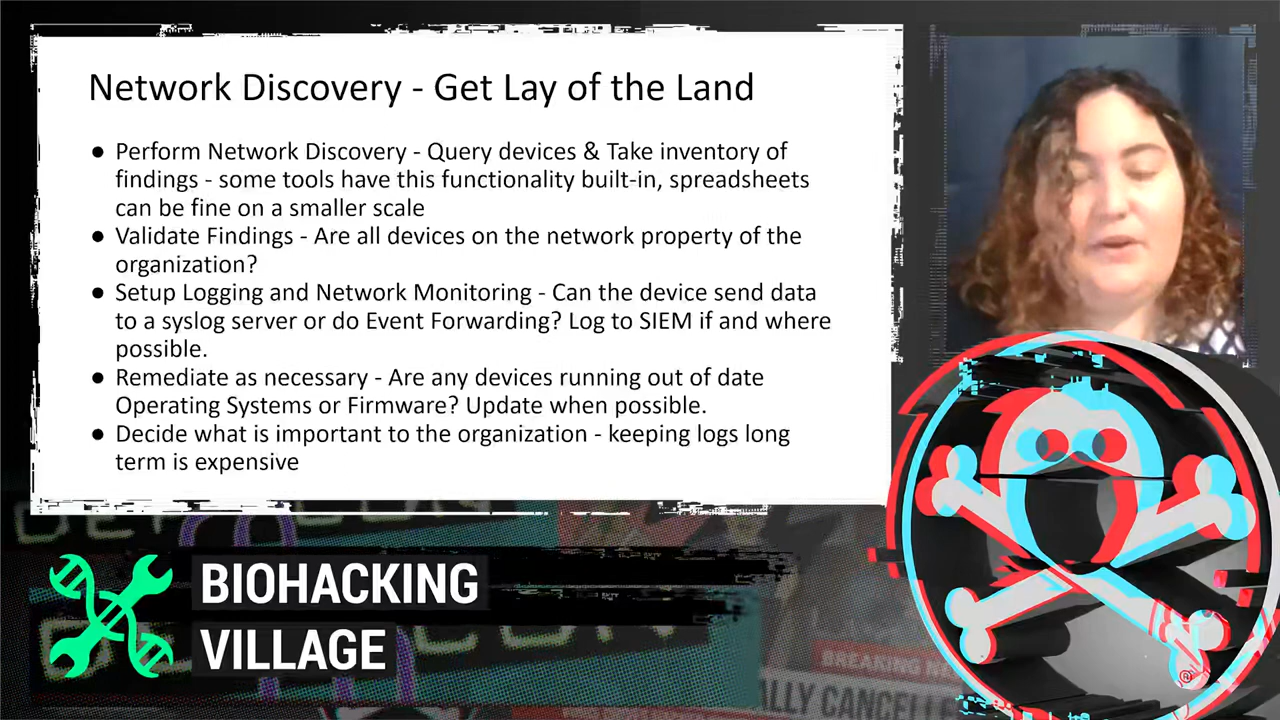 Network Discovery - Get Lay of the Land
● Perform Network Discovery - Query devices & Take inventory of
findings - some tools have this functionality built-in, spreadsheets
can be fine on a smaller scale
● Validate Findings - Are all devices on the network property of the
organization?
● Setup Logging and Network Monitoring - Can the device send data
to a syslog server or do Event Forwarding? Log to SIEM if and where
possible.
● Remediate as necessary - Are any devices running out of date
Operating Systems or Firmware? Update when possible.
● Decide what is important to the organization - keeping logs long
term is expensive
BIOHACKING
VILLAGE
BREAKING
®